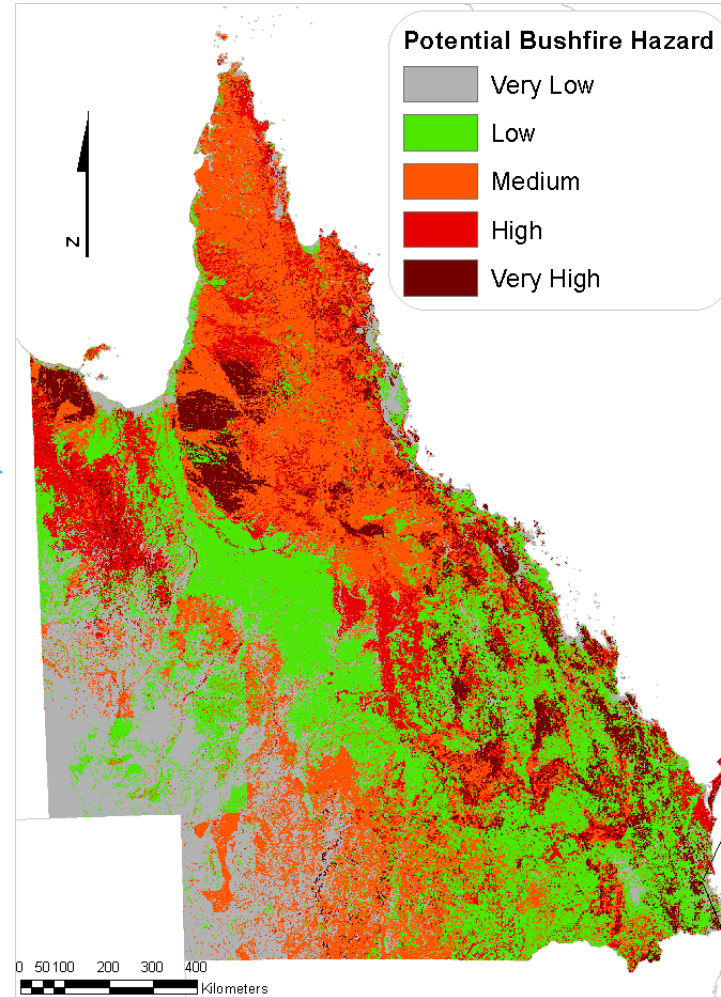 Potential Bushfire Hazard
Very Low
Low
Medium
High
Very High
N
0 50 100 200 300 400
Kilometers